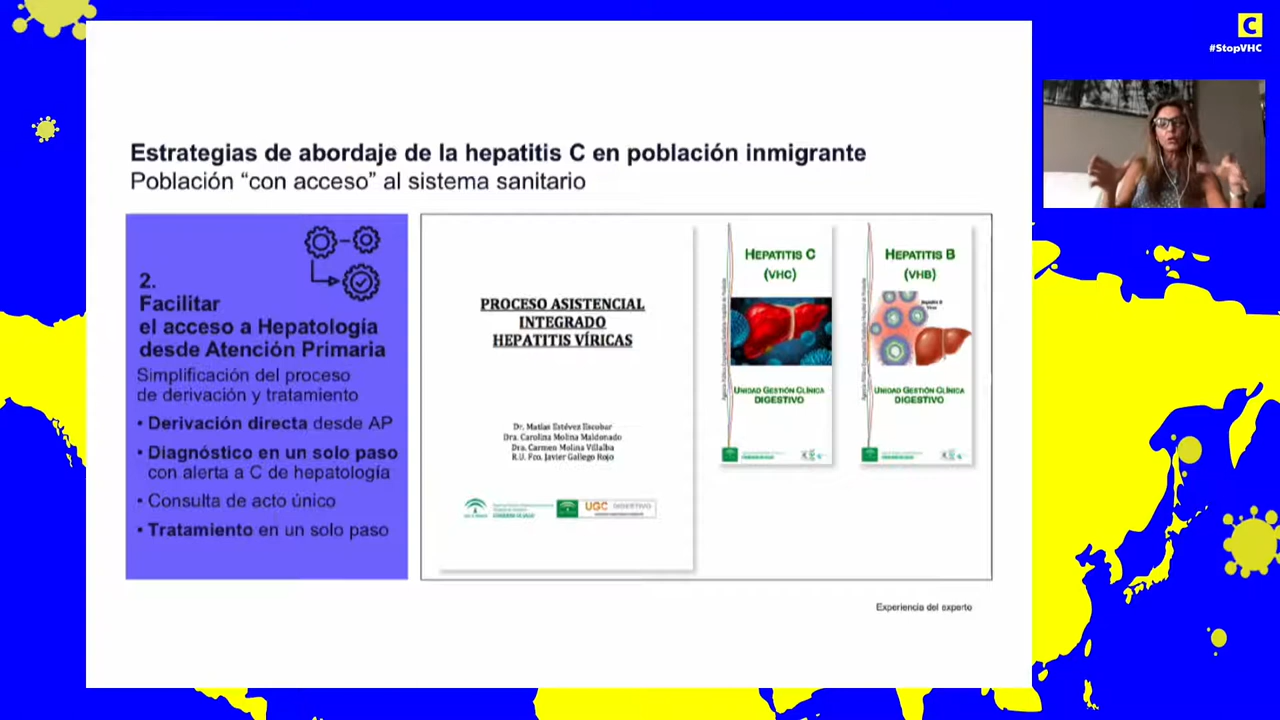 C
#StopVHC
Estrategias de abordaje de la hepatitis C en población inmigrante
Población “con acceso” al sistema sanitario
2.
Facilitar
el acceso a Hepatología
desde Atención Primaria
Simplificación del proceso
de derivación y tratamiento
• Derivación directa desde AP
• Diagnóstico en un solo paso
con alerta a C de hepatología
• Consulta de acto único
• Tratamiento en un solo paso
PROCESO ASISTENCIAL
INTEGRADO
HEPATITIS VÍRICAS
Dr. Matías Estévez Escobar
Dra. Carolina Molina Maldonado
Dra. Carmen Molina Villalba
R.U. Fco. Javier Gallego Rojo
UGC DIGESTIVO
HEPATITIS C
(VHC)
UNIDAD GESTIÓN CLÍNICA
DIGESTIVO
HEPATITIS B
(VHB)
UNIDAD GESTIÓN CLÍNICA
DIGESTIVO
Experiencia del experto